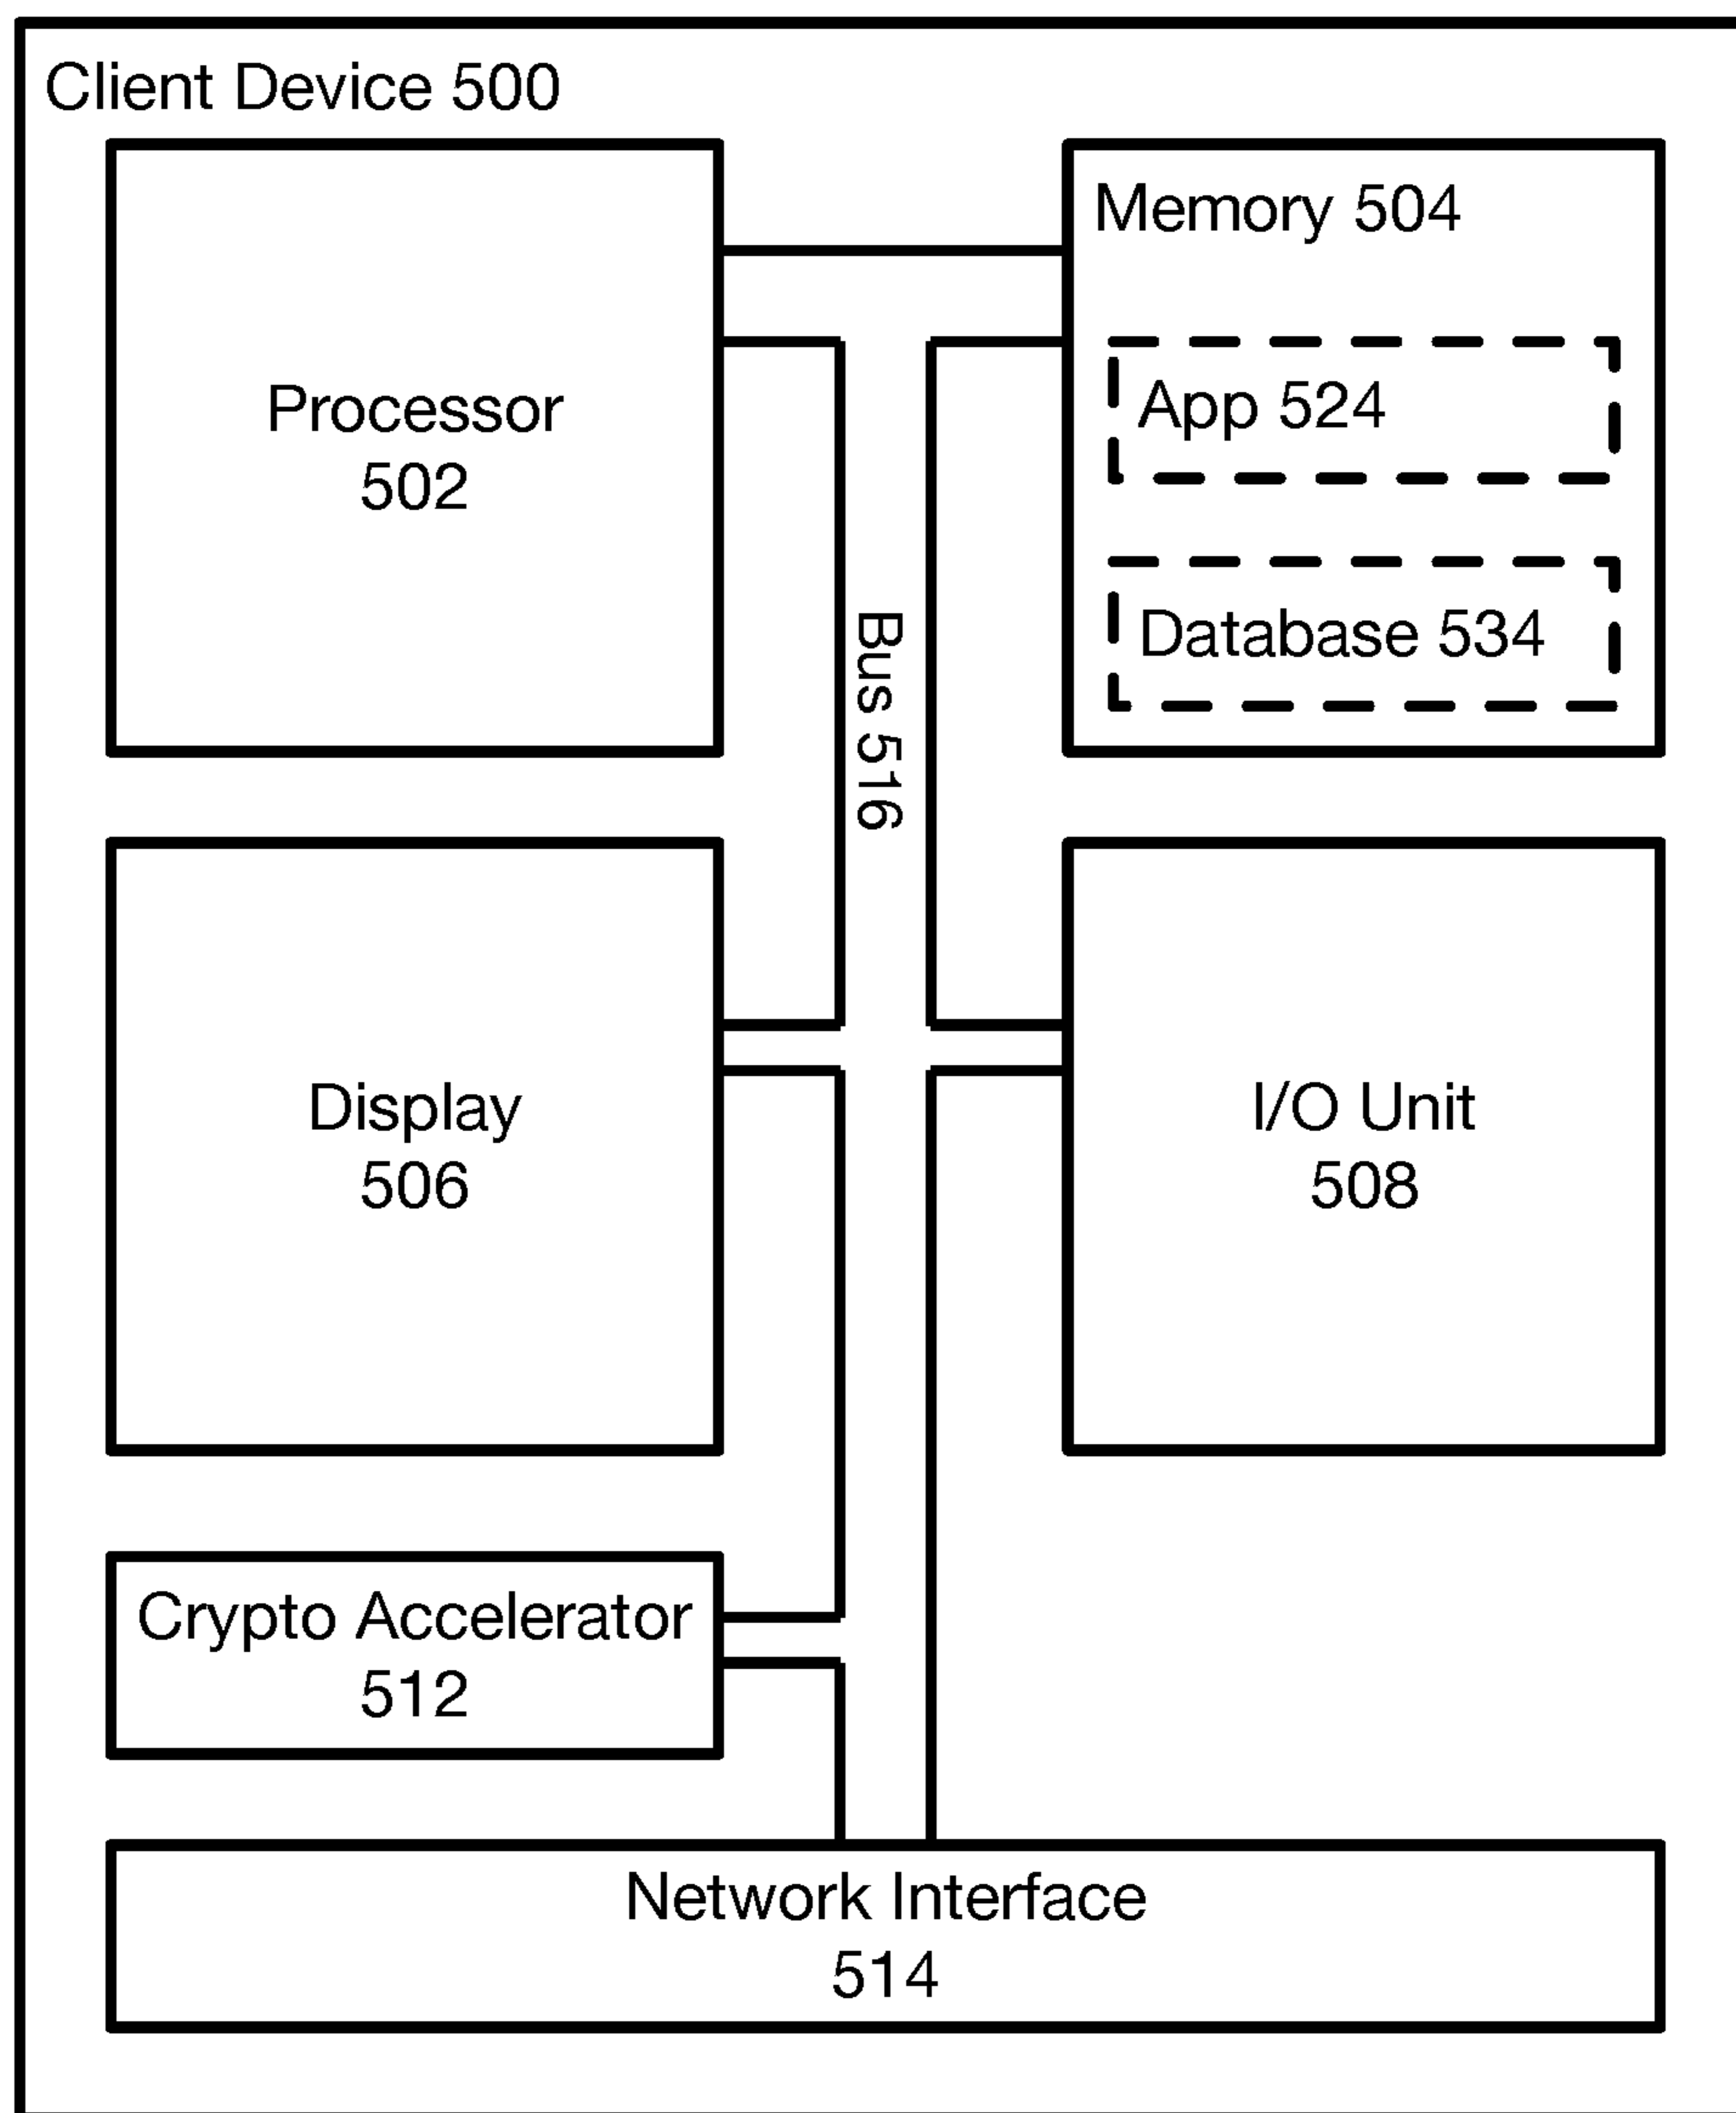 Client Device 500
Processor
502
Memory 504
App 524
Database 534
Bus 516
Display
506
I/O Unit
508
Crypto Accelerator
512
Network Interface
514